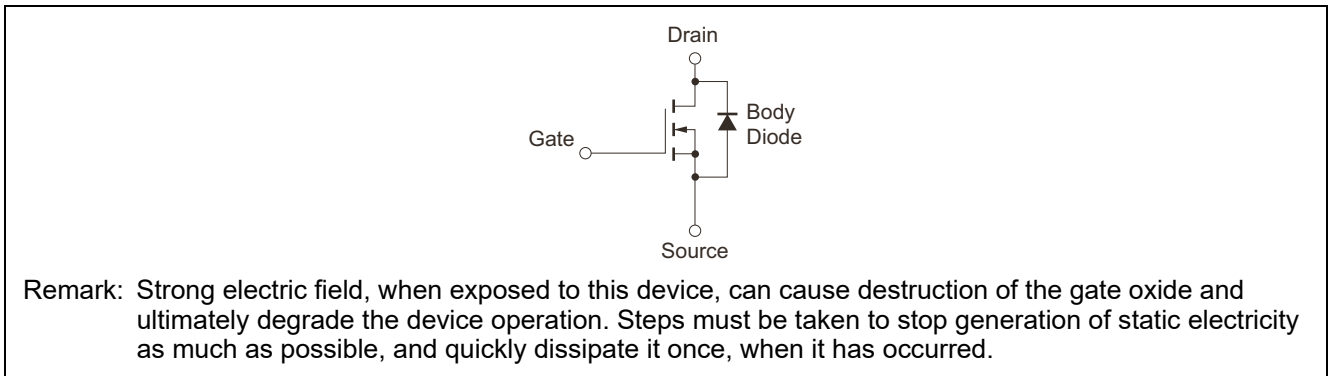 Drain
Body
Diode
Gate
Source
Remark: Strong electric field, when exposed to this device, can cause destruction of the gate oxide and
ultimately degrade the device operation. Steps must be taken to stop generation of static electricity
as much as possible, and quickly dissipate it once, when it has occurred.